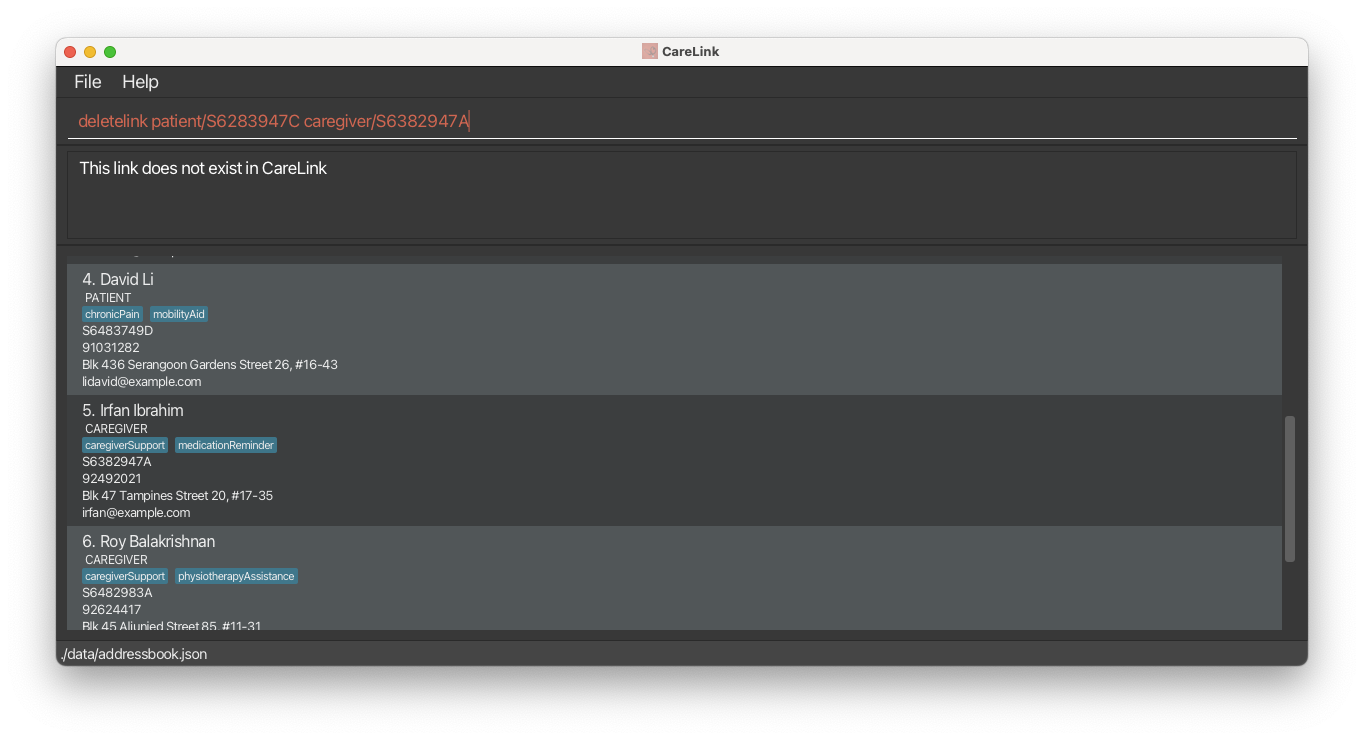 CareLink
File Help
deletelink patient/S6283947C caregiver/S6382947A
This link does not exist in CareLink
4. David Li
PATIENT
chronicPain mobilityAid
S6483749D
91031282
Blk 436 Serangoon Gardens Street 26, #16-43
lidavid@example.com
5. Irfan Ibrahim
CAREGIVER
caregiverSupport medicationReminder
S6382947A
92492021
Blk 47 Tampines Street 20, #17-35
irfan@example.com
6. Roy Balakrishnan
CAREGIVER
caregiverSupport physiotherapyAssistance
S6482983A
92624417
Blk 45 Aljunied Street 85, #11-31
./data/addressbook.json